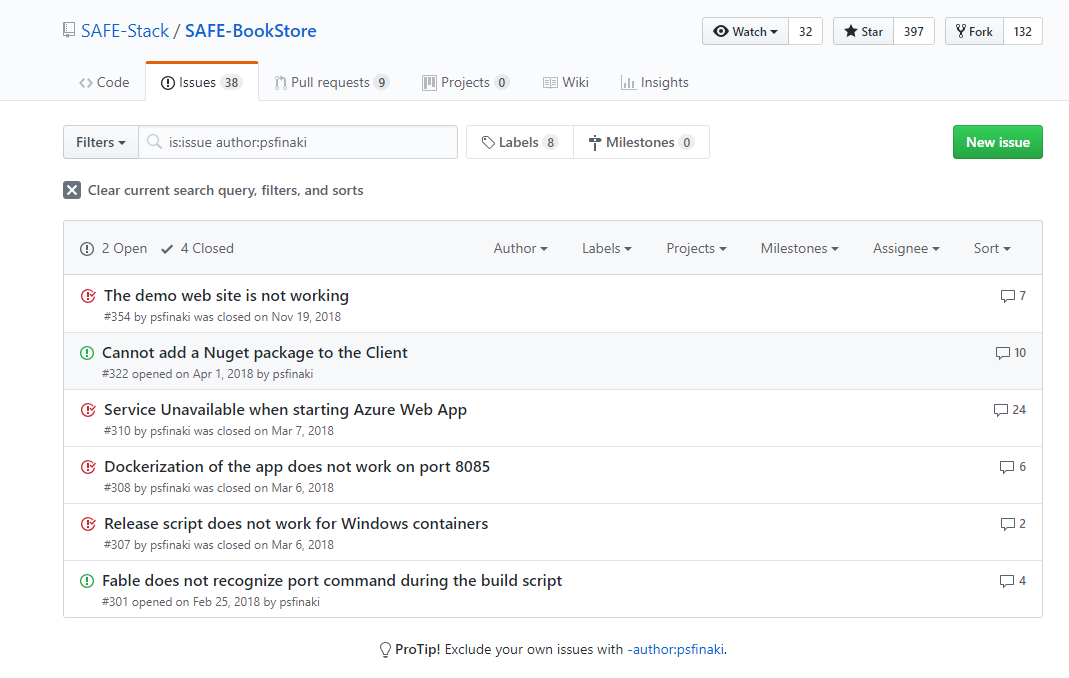 SAFE-Stack / SAFE-BookStore
Watch 32 Star 397 Fork 132
Code Issues 38 Pull requests 9 Projects 0 Wiki Insights
Filters is:issue author:psfinaki Labels 8 Milestones 0 New issue
Clear current search query, filters, and sorts
2 Open 4 Closed Author Labels Projects Milestones Assignee Sort
The demo web site is not working 7
#354 by psfinaki was closed on Nov 19, 2018
Cannot add a Nuget package to the Client 10
#322 opened on Apr 1, 2018 by psfinaki
Service Unavailable when starting Azure Web App 24
#310 by psfinaki was closed on Mar 7, 2018
Dockerization of the app does not work on port 8085 6
#308 by psfinaki was closed on Mar 6, 2018
Release script does not work for Windows containers 2
#307 by psfinaki was closed on Mar 6, 2018
Fable does not recognize port command during the build script 4
#301 opened on Feb 25, 2018 by psfinaki
ProTip! Exclude your own issues with -author:psfinaki.